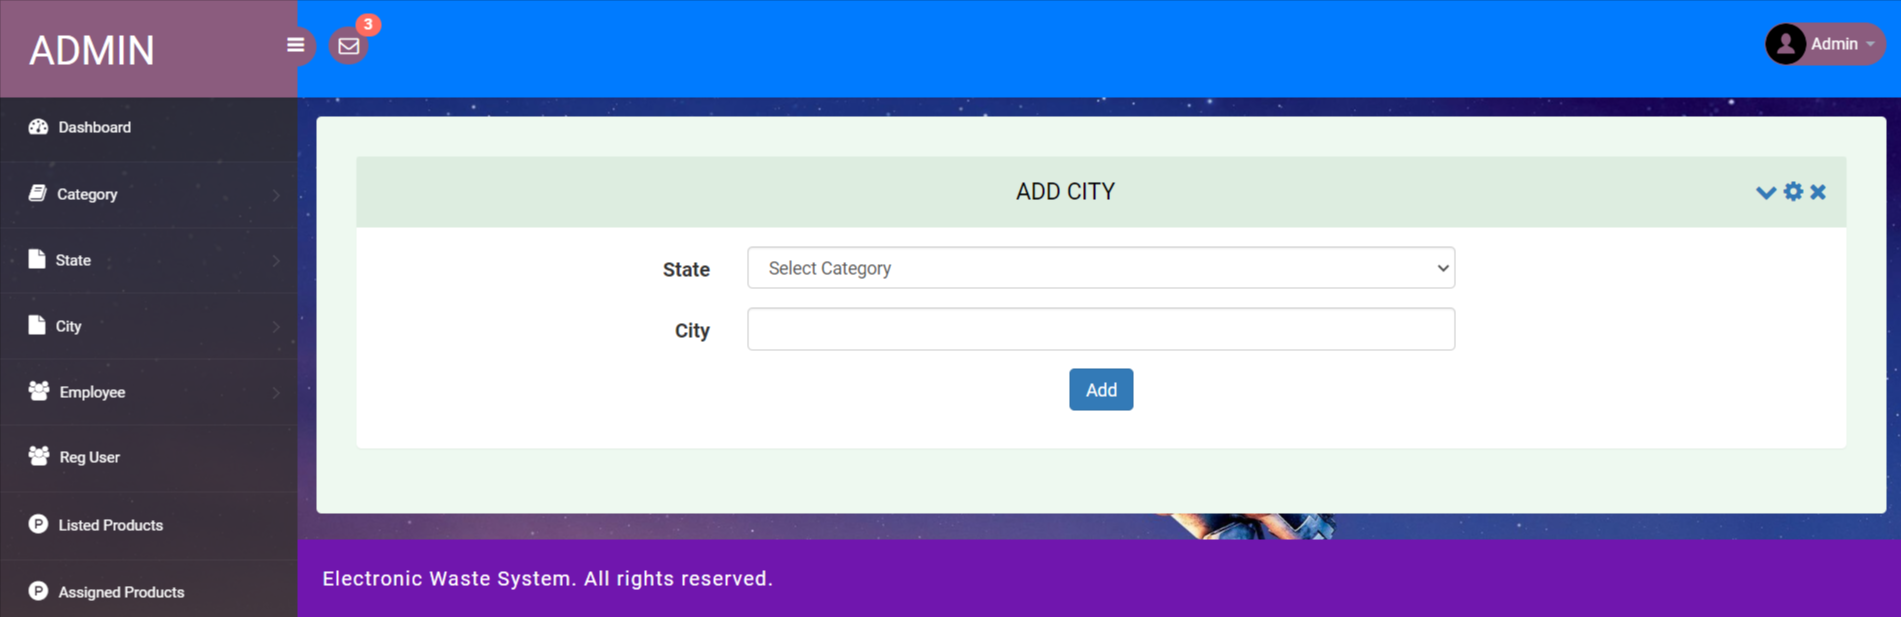 ADMIN
3
Admin
Dashboard
Category
State
City
Employee
Reg User
Listed Products
Assigned Products
ADD CITY
State
Select Category
City
Add
Electronic Waste System. All rights reserved.